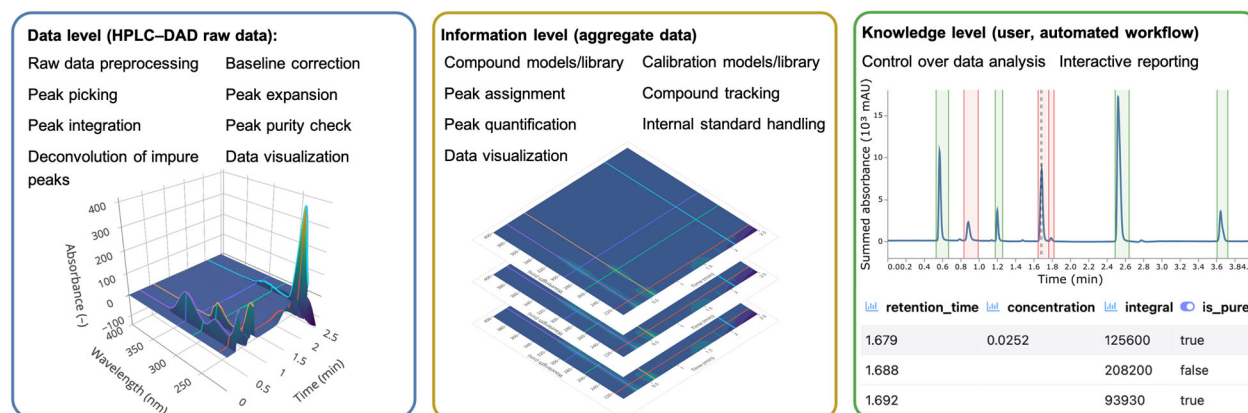 Data level (HPLC–DAD raw data):
Raw data preprocessing
Baseline correction
Peak picking
Peak expansion
Peak integration
Peak purity check
Deconvolution of impure
peaks
Data visualization
400
300
200
100
0
−100
Absorbance (–)
400
350
300
250
Wavelength (nm)
0
0.5
1
1.5
2
2.5
Time (min)
Information level (aggregate data)
Compound models/library
Calibration models/library
Peak assignment
Compound tracking
Peak quantification
Internal standard handling
Data visualization
Knowledge level (user, automated workflow)
Control over data analysis
Interactive reporting
Summed absorbance (10³ mAU)
15
10
5
0
0.00.2 0.4 0.6 0.8 1.0 1.2 1.4 1.6 1.8 2.0 2.2 2.4 2.6 2.8 3.0 3.2 3.4 3.6 3.84.
Time (min)
retention_time concentration integral is_pure
1.679 0.0252 125600 true
1.688 208200 false
1.692 93930 true